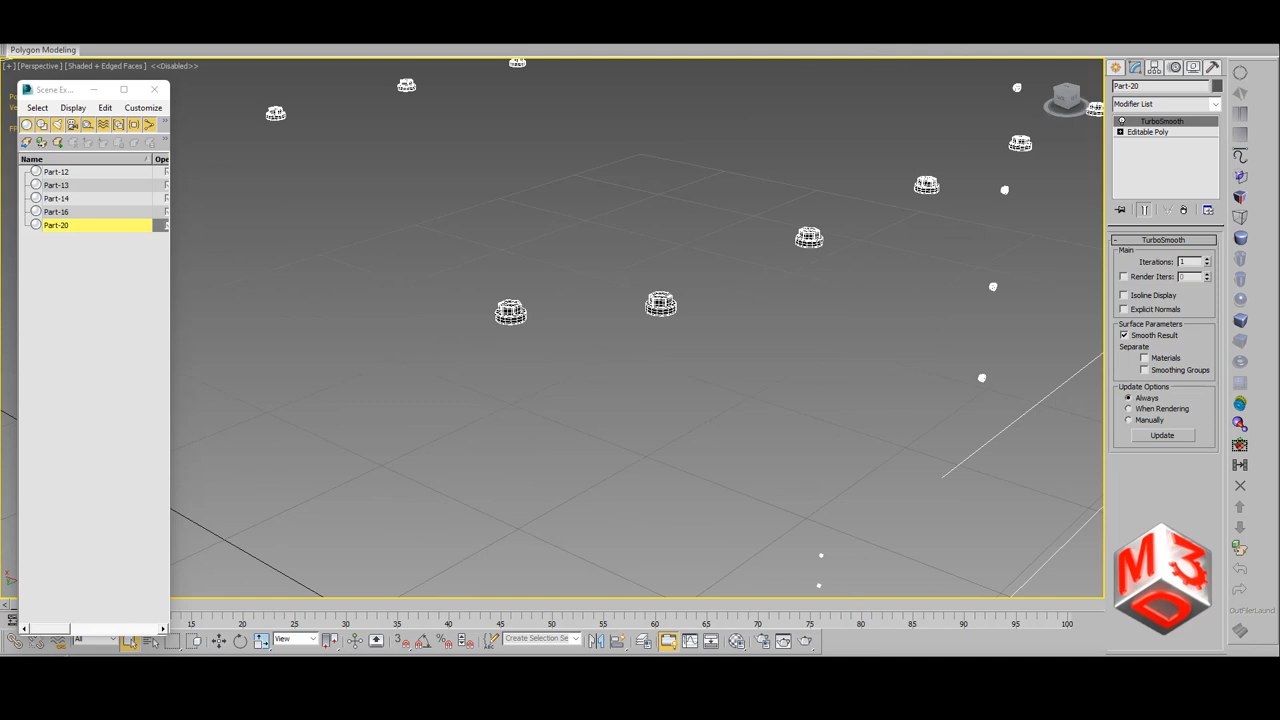 Polygon Modeling
[+] [Perspective] [Shaded + Edged Faces] <<Disabled>>
Scene Ex...
Select Display Edit Customize
Name Ope
Part-12
Part-13
Part-14
Part-16
Part-20
Part-20
Modifier List
TurboSmooth
Editable Poly
TurboSmooth
Main
Iterations: 1
Render Iters: 0
Isoline Display
Explicit Normals
Surface Parameters
Smooth Result
Separate
Materials
Smoothing Groups
Update Options
Always
When Rendering
Manually
Update
M 3 D
15 20 25 30 35 40 45 50 55 60 65 70 75 80 85 90 95 100
All View 3 Create Selection Se
OutFilerLaund